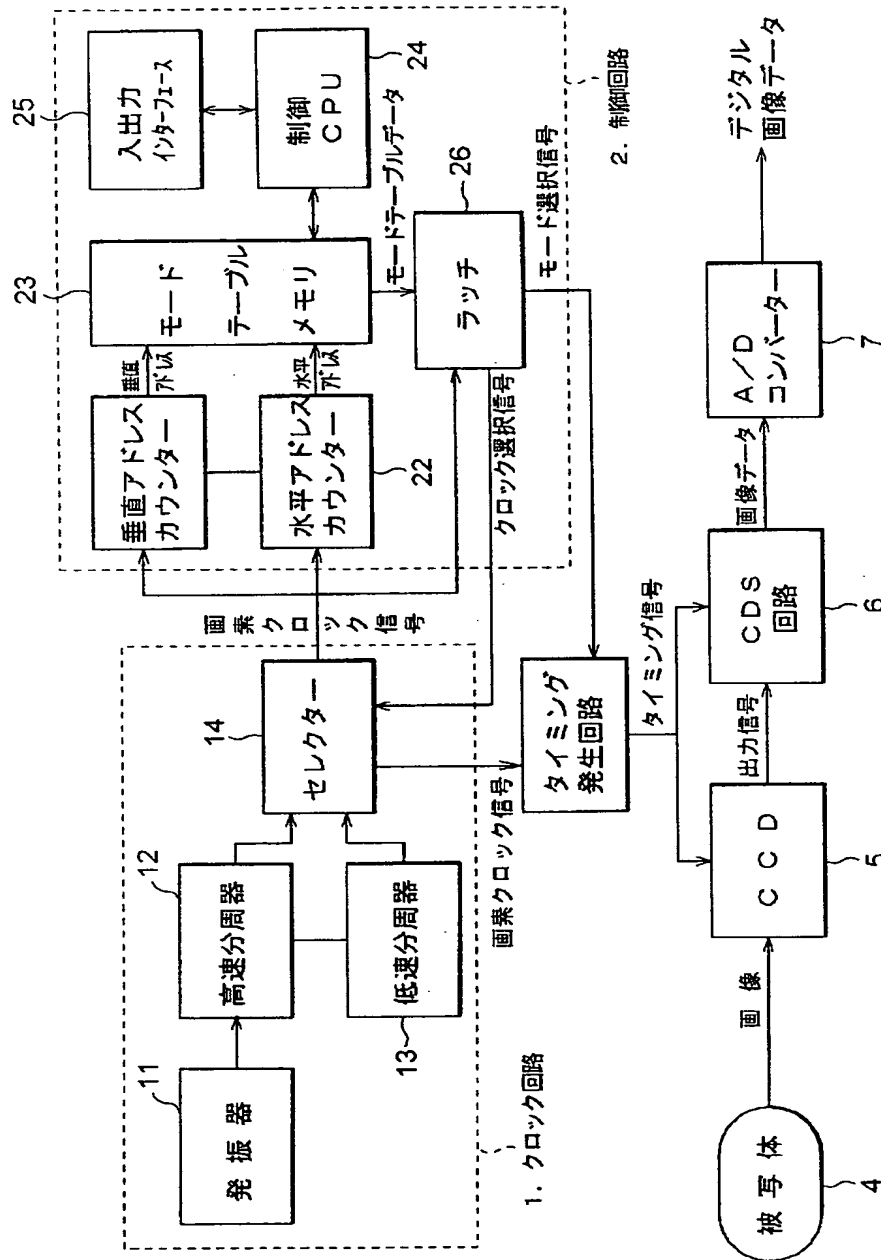 11
発振器
12
高速分周器
低速分周器
13
14
セレクター
1. クロック回路
画素クロック信号
画素クロック信号
垂直アドレス
カウンター
水平アドレス
カウンター
22
垂直
アドレス
水平
アドレス
23
モード
テーブル
メモリ
25
入出力
インターフェース
制御
CPU
24
モードテーブルデータ
26
ラッチ
クロック選択信号
モード選択信号
2. 制御回路
タイミング
発生回路
タイミング信号
被写体
4
画像
CCD
5
出力信号
CDS
回路
6
画像データ
A/D
コンバーター
7
デジタル
画像データ